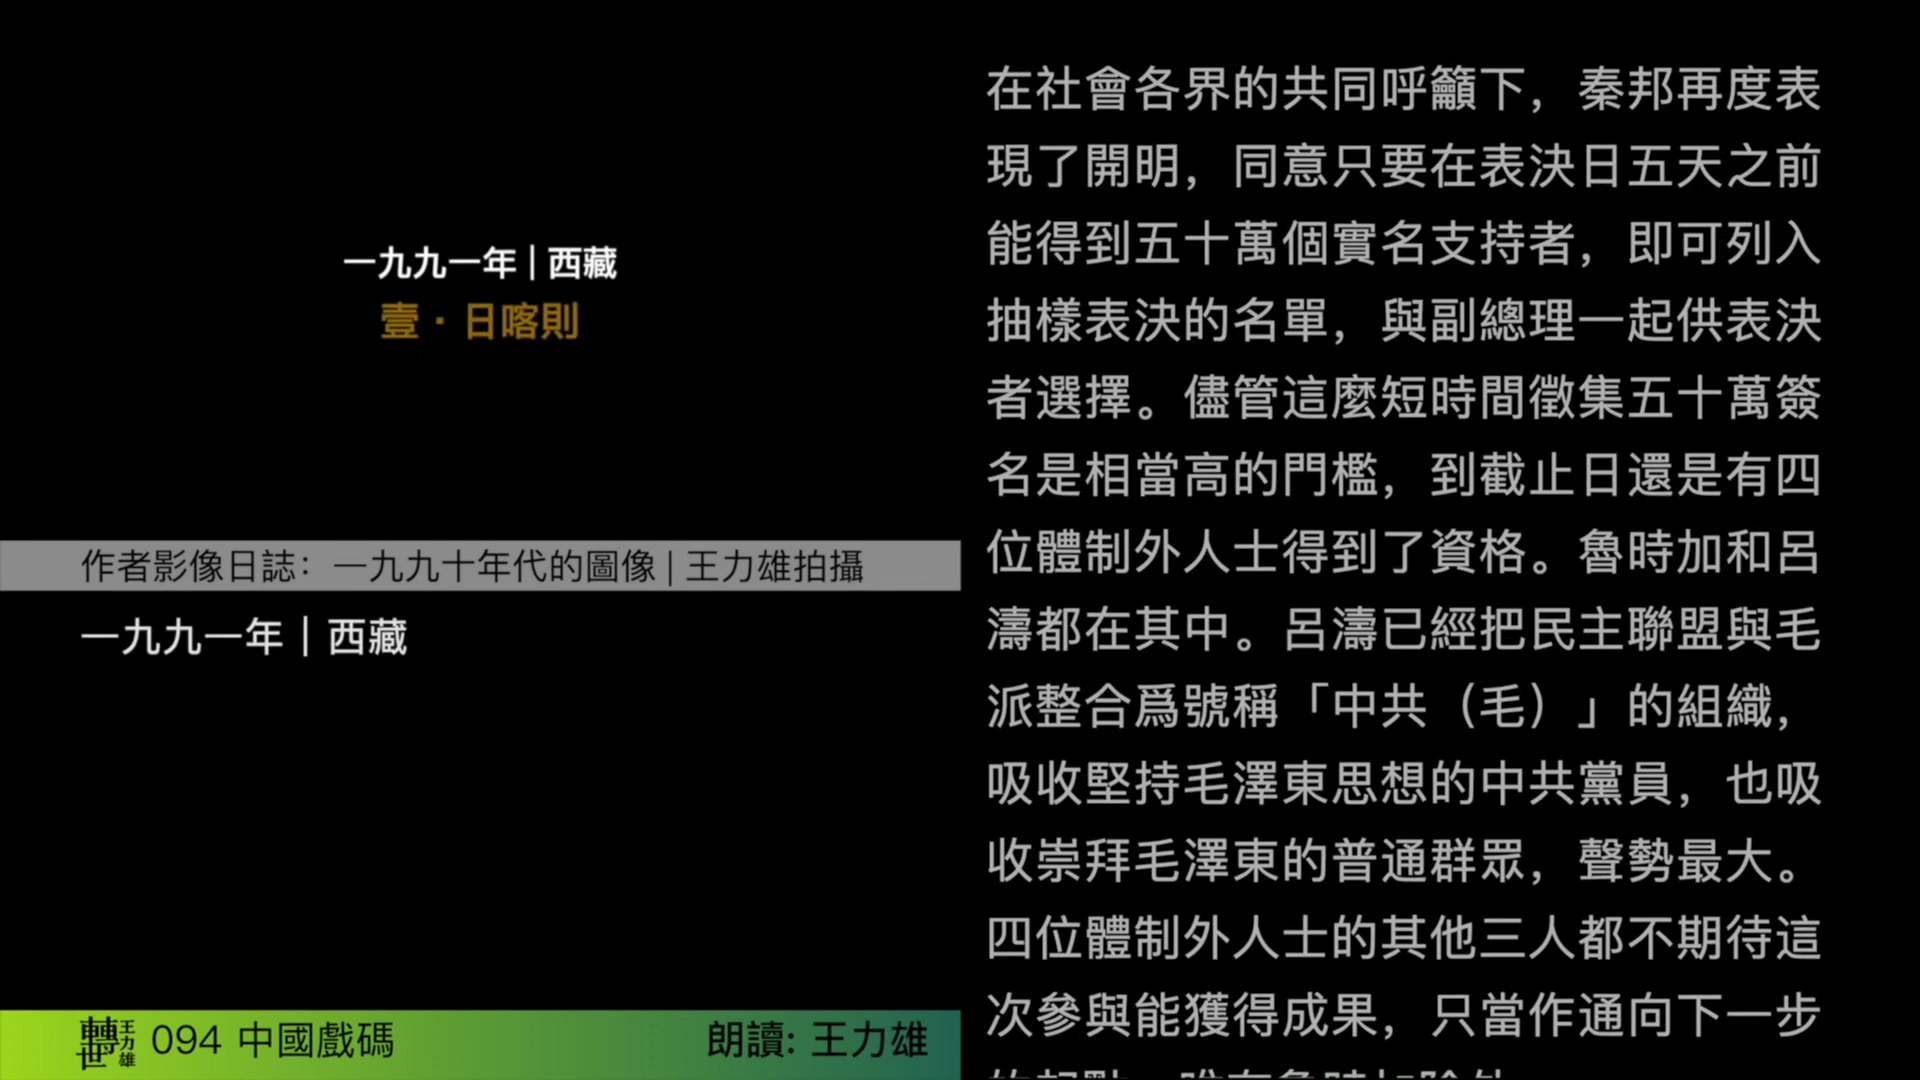 一九九一年 | 西藏
壹・日喀則
作者影像日誌：一九九十年代的圖像 | 王力雄拍攝
一九九一年｜西藏
轉世 王力雄 094 中國戲碼 朗讀: 王力雄
在社會各界的共同呼籲下，秦邦再度表
現了開明，同意只要在表決日五天之前
能得到五十萬個實名支持者，即可列入
抽樣表決的名單，與副總理一起供表決
者選擇。儘管這麼短時間徵集五十萬簽
名是相當高的門檻，到截止日還是有四
位體制外人士得到了資格。魯時加和呂
濤都在其中。呂濤已經把民主聯盟與毛
派整合爲號稱「中共（毛）」的組織，
吸收堅持毛澤東思想的中共黨員，也吸
收崇拜毛澤東的普通群眾，聲勢最大。
四位體制外人士的其他三人都不期待這
次參與能獲得成果，只當作通向下一步